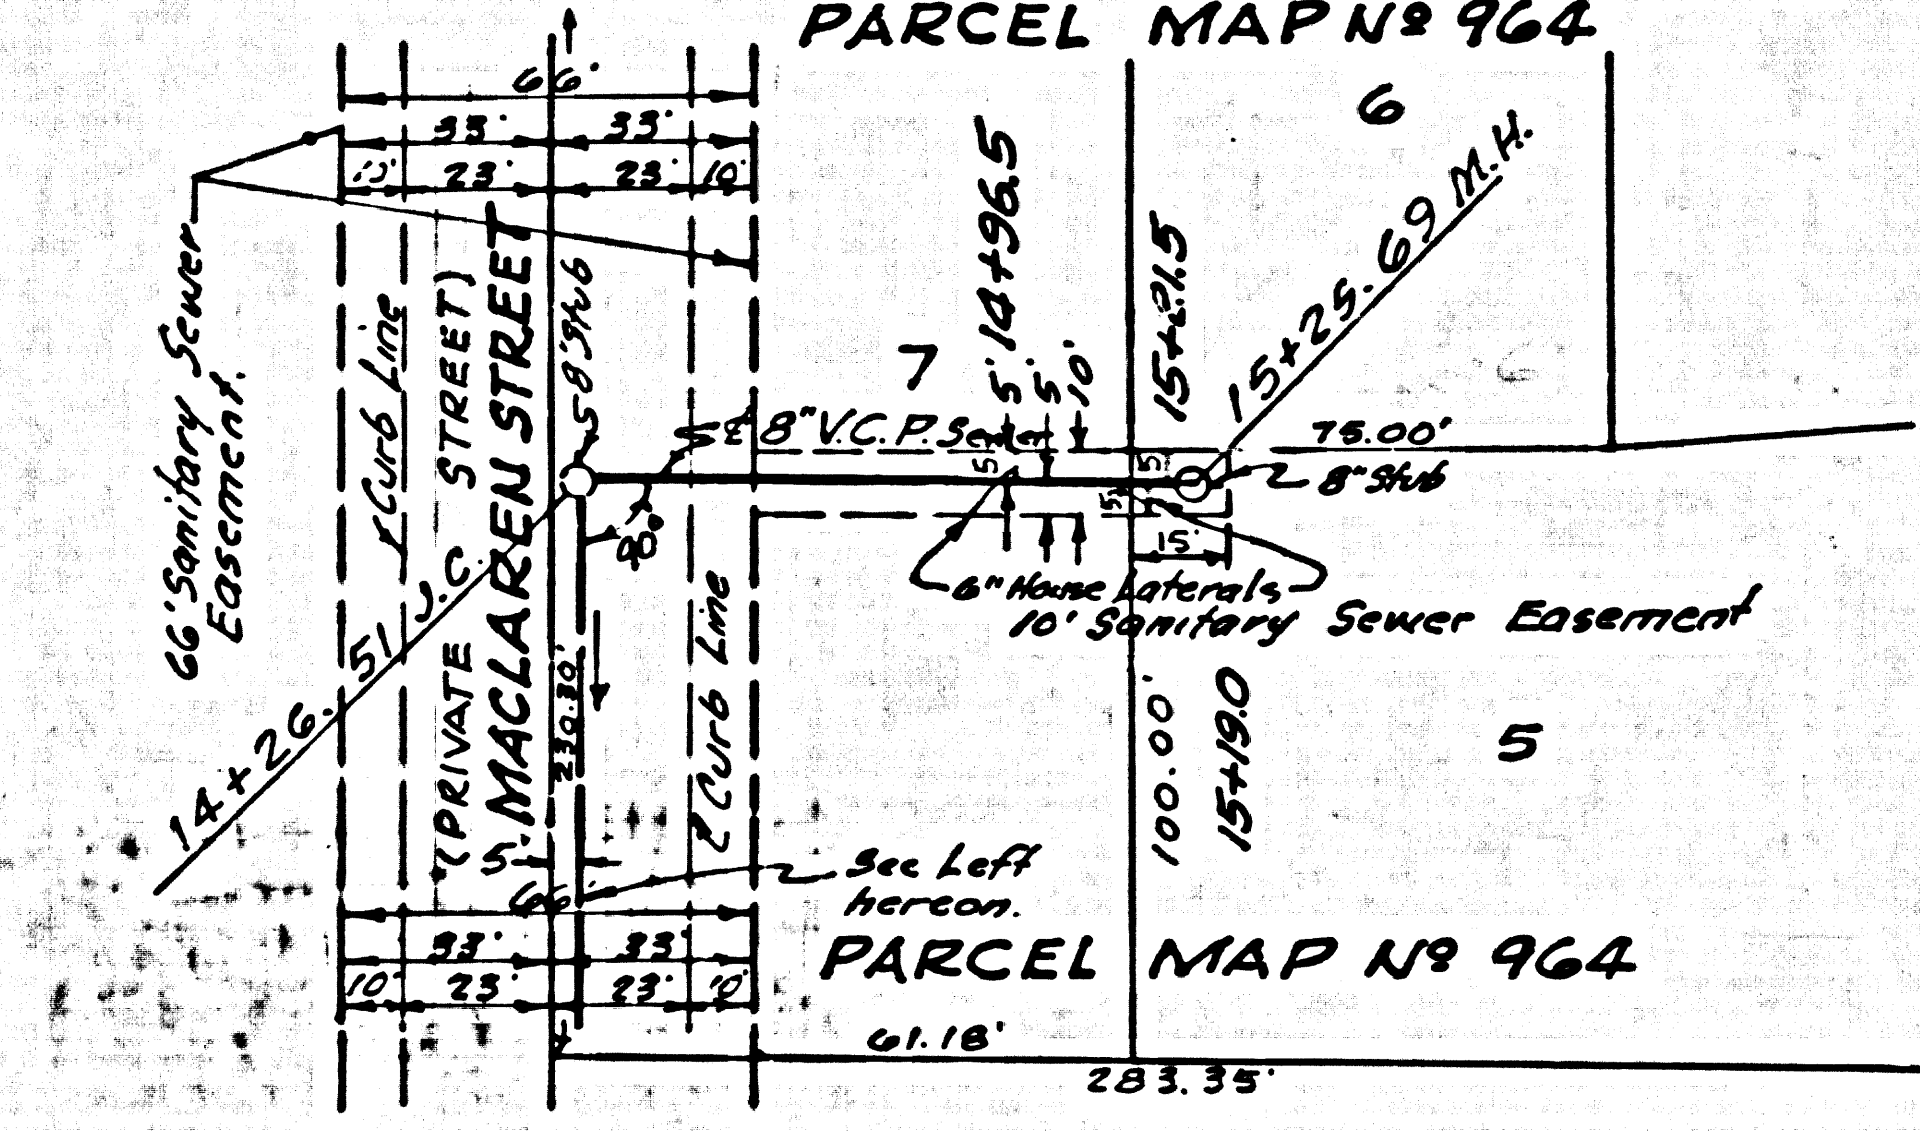 PARCEL MAP Nº 964
66'
33' 33'
10' 23' 23' 10'
6
7
14+96.5
15+21.5
15+25.69 M.H.
66' Sanitary Sewer
Easement.
Curb Line
(PRIVATE STREET)
MACLAREN STREET
5-8" Stub
℄ 8" V.C.P. Sewer
5' 5' 10'
5'
5'
5'
75.00'
8" Stub
90°
15'
6" House Laterals
10' Sanitary Sewer Easement
14+26.51 J.C.
230.30'
Curb Line
100.00'
15+19.0
5
5'
See Left
hereon.
66'
33' 33'
10' 23' 23' 10'
PARCEL MAP Nº 964
61.18'
283.35'